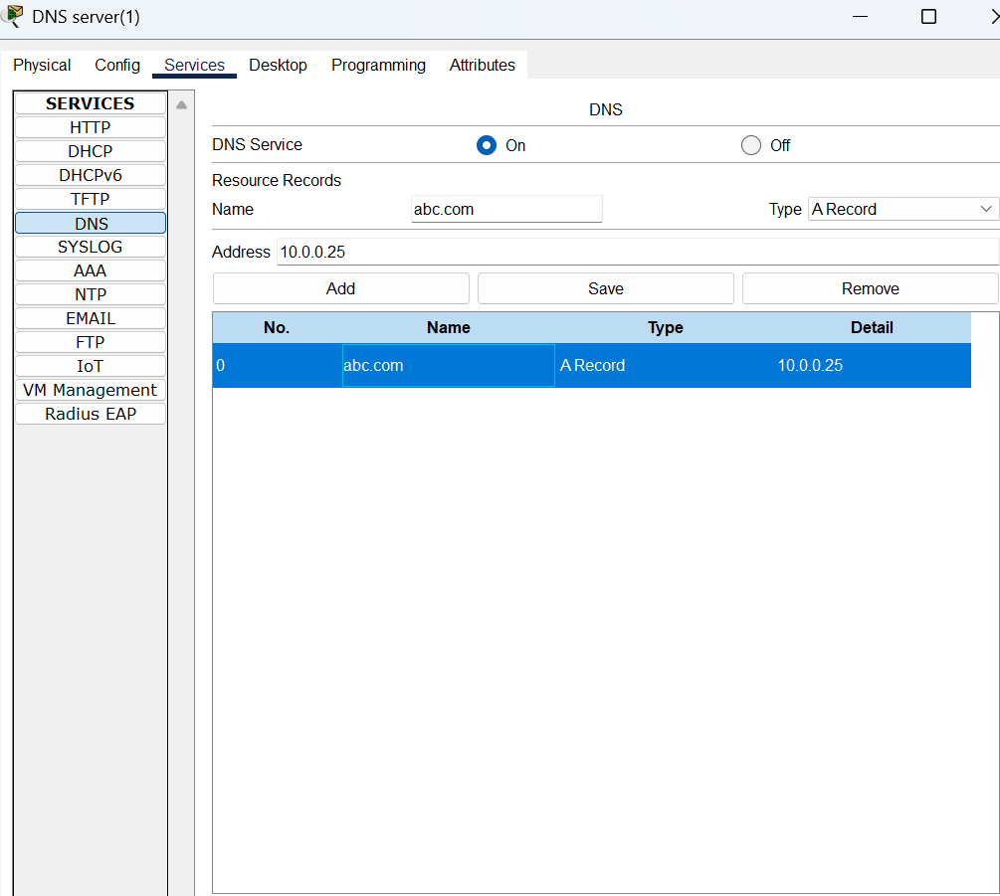 DNS server(1)
Physical Config Services Desktop Programming Attributes
SERVICES
HTTP
DHCP
DHCPv6
TFTP
DNS
SYSLOG
AAA
NTP
EMAIL
FTP
IoT
VM Management
Radius EAP
DNS
DNS Service On Off
Resource Records
Name abc.com Type A Record
Address 10.0.0.25
Add Save Remove
No. Name Type Detail
0 abc.com A Record 10.0.0.25